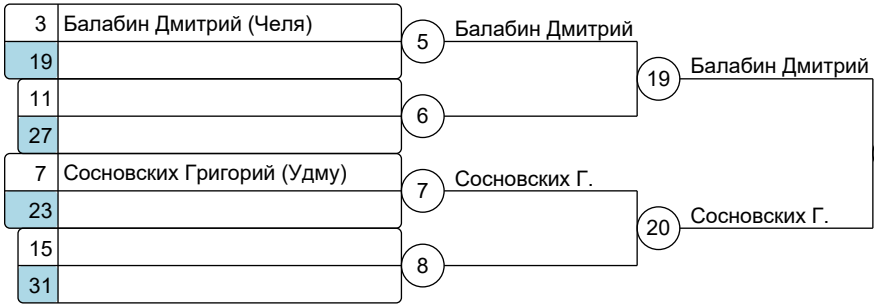 3 Балабин Дмитрий (Челя)
19
5 Балабин Дмитрий
11
27
6
19 Балабин Дмитрий
7 Сосновских Григорий (Удму)
23
7 Сосновских Г.
15
31
8
20 Сосновских Г.